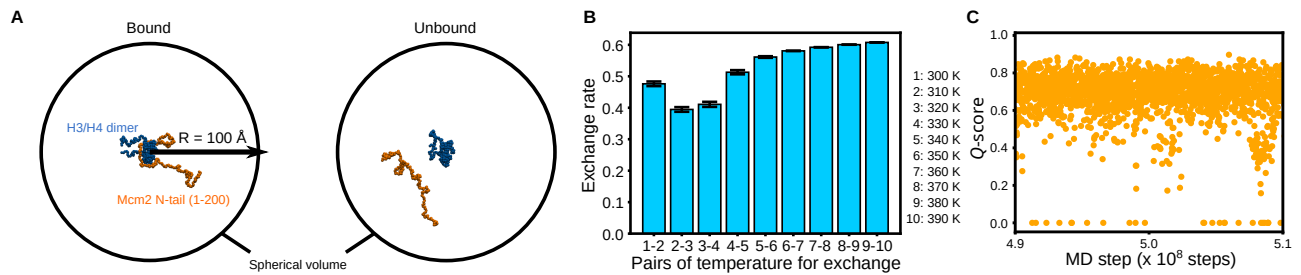 A
Bound
Unbound
H3/H4 dimer
R = 100 Å
Mcm2 N-tail (1-200)
Spherical volume
B
Exchange rate
0.6
0.5
0.4
0.3
0.2
0.1
0.0
1-2 2-3 3-4 4-5 5-6 6-7 7-8 8-9 9-10
Pairs of temperature for exchange
1: 300 K
2: 310 K
3: 320 K
4: 330 K
5: 340 K
6: 350 K
7: 360 K
8: 370 K
9: 380 K
10: 390 K
C
Q-score
1.0
0.8
0.6
0.4
0.2
0.0
4.9 5.0 5.1
MD step (x 10⁸ steps)